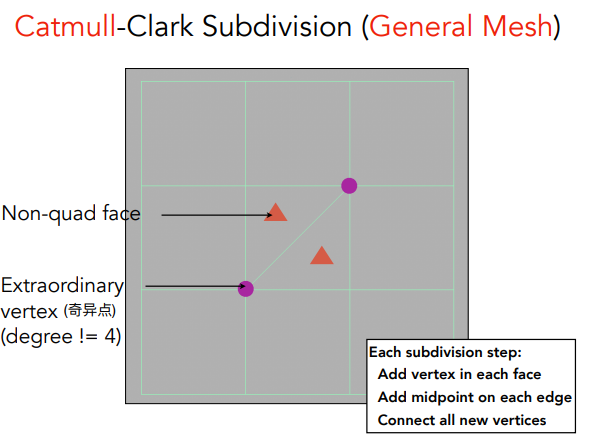 Catmull-Clark Subdivision (General Mesh)
Non-quad face
Extraordinary
vertex (奇异点)
(degree != 4)
Each subdivision step:
Add vertex in each face
Add midpoint on each edge
Connect all new vertices